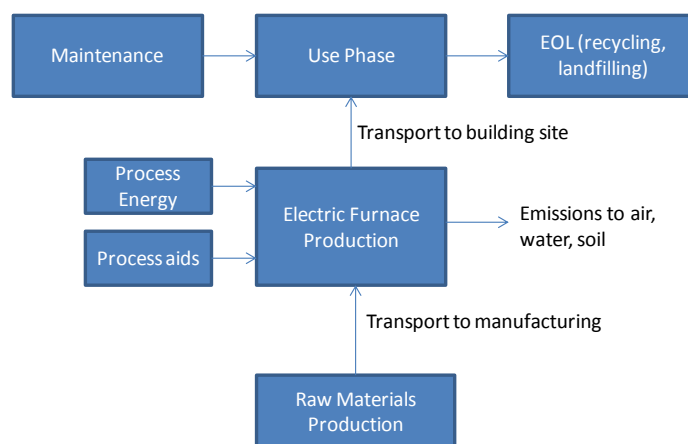 Maintenance
Use Phase
EOL (recycling,
landfilling)
Transport to building site
Process
Energy
Electric Furnace
Production
Emissions to air,
water, soil
Process aids
Transport to manufacturing
Raw Materials
Production